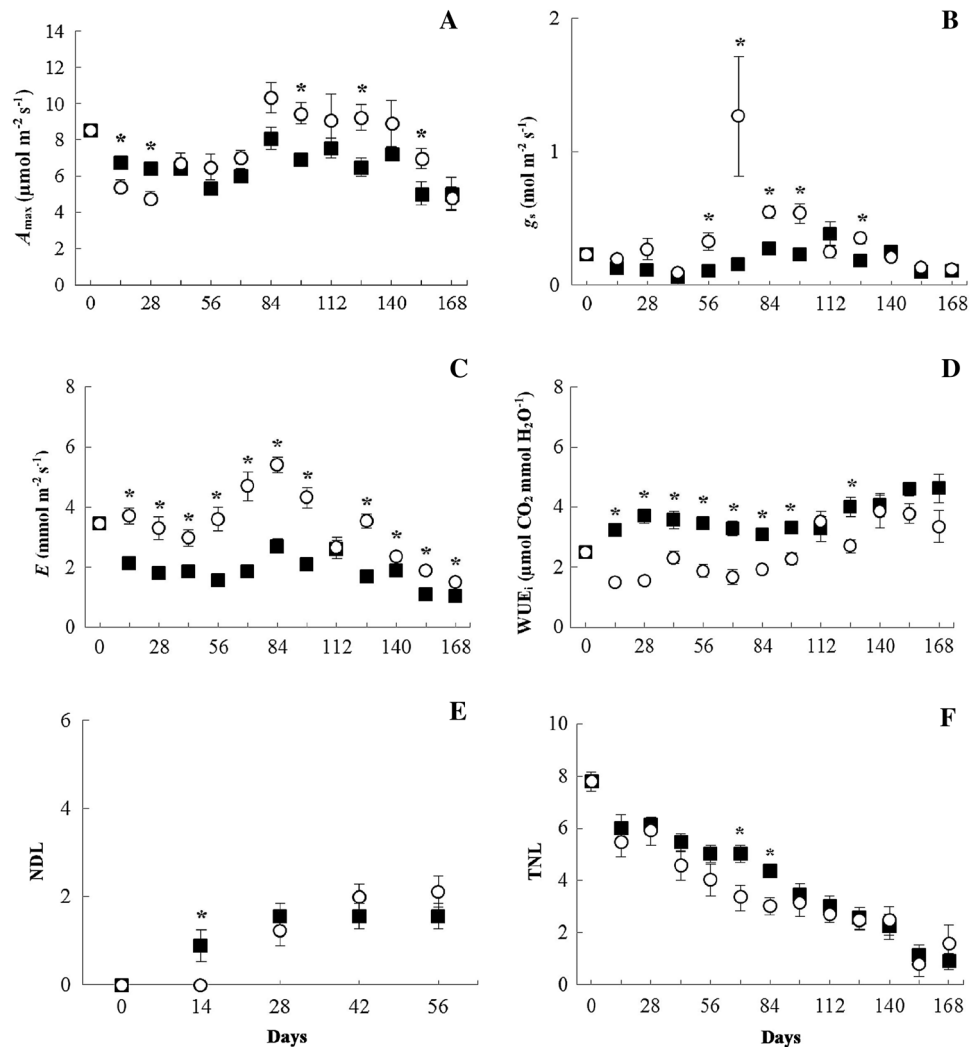 A
14
12
10
8
6
4
2
0
* * * * *
0 28 56 84 112 140 168
Amax (µmol m⁻² s⁻¹)
B
2
1
0
* * * * *
0 28 56 84 112 140 168
gs (mol m⁻² s⁻¹)
C
8
6
4
2
0
* * * * * * * * * * *
0 28 56 84 112 140 168
E (mmol m⁻² s⁻¹)
D
8
6
4
2
0
* * * * * * * *
0 28 56 84 112 140 168
WUEi (µmol CO₂ mmol H₂O⁻¹)
E
6
4
2
0
*
0 14 28 42 56
NDL
Days
F
10
8
6
4
2
0
* *
0 28 56 84 112 140 168
TNL
Days